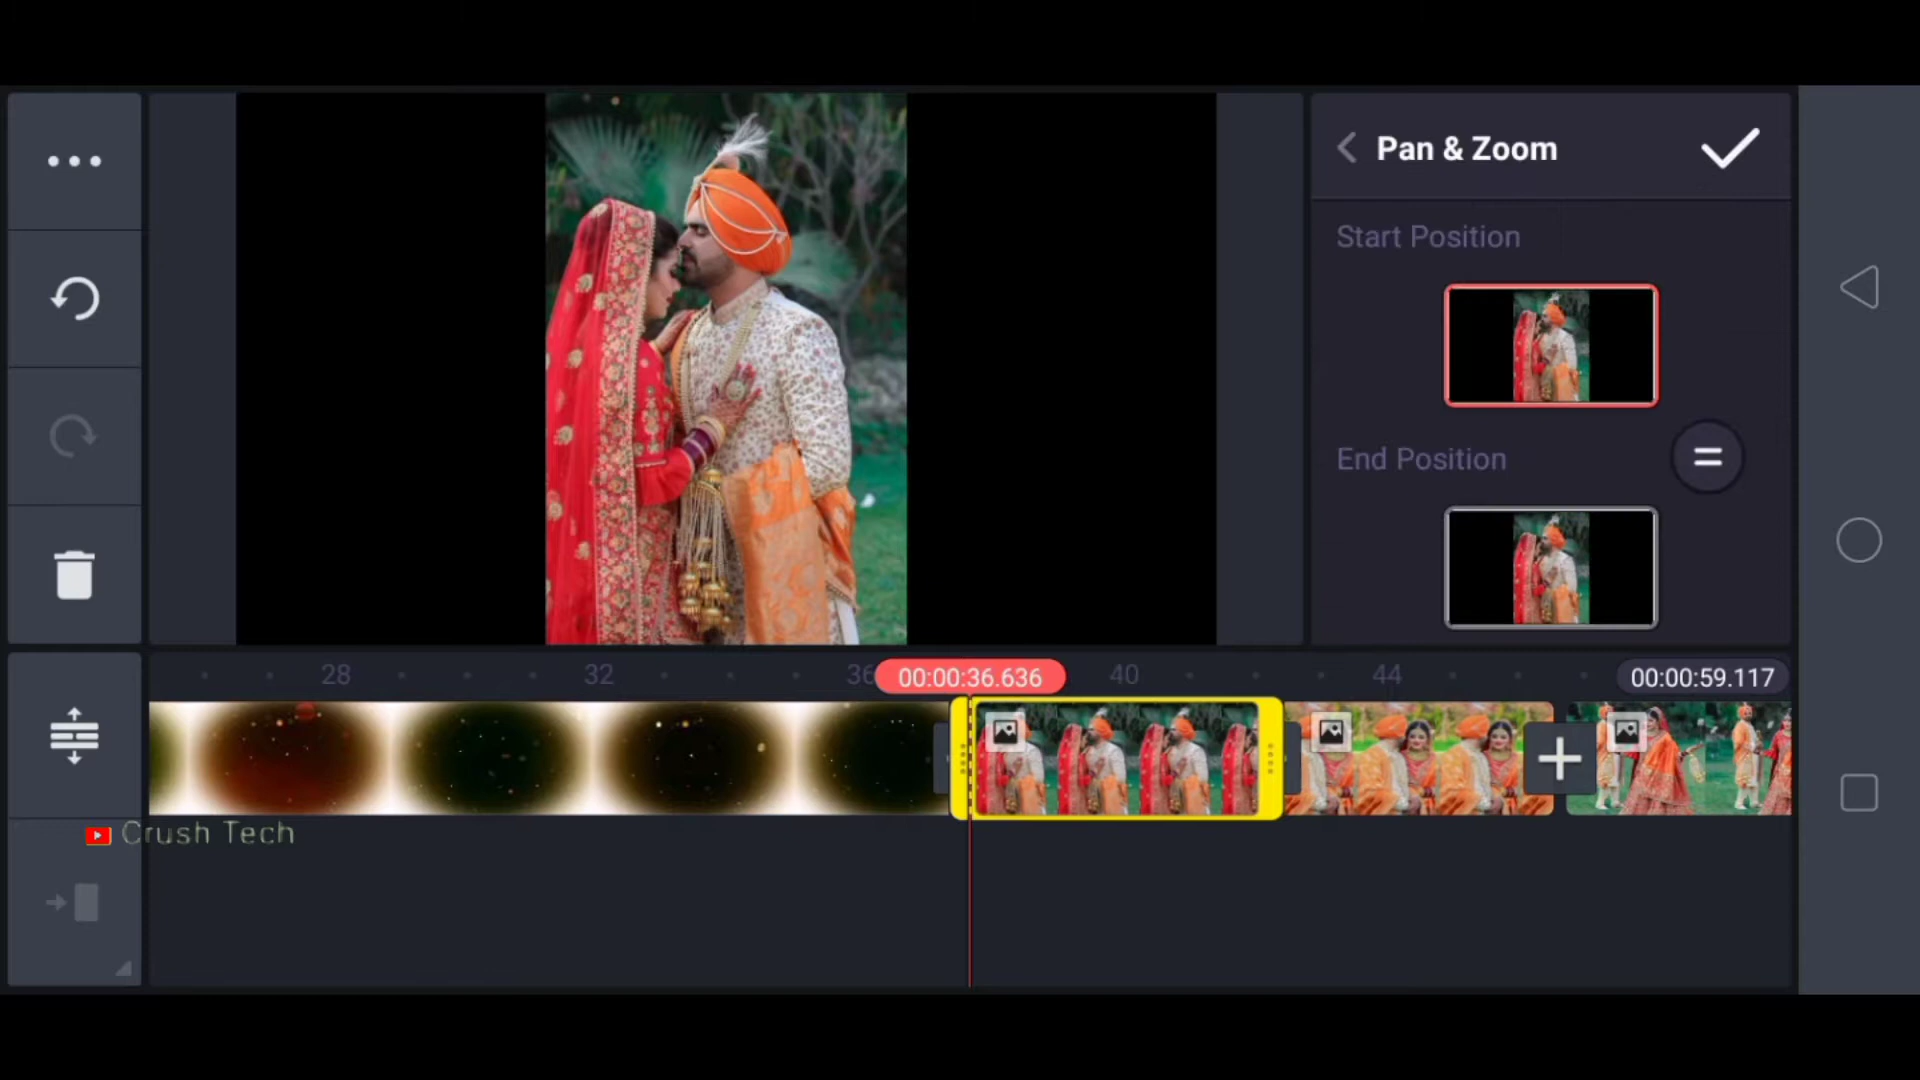 Pan & Zoom
Start Position
End Position
28
32
36
00:00:36.636
40
44
00:00:59.117
Crush Tech